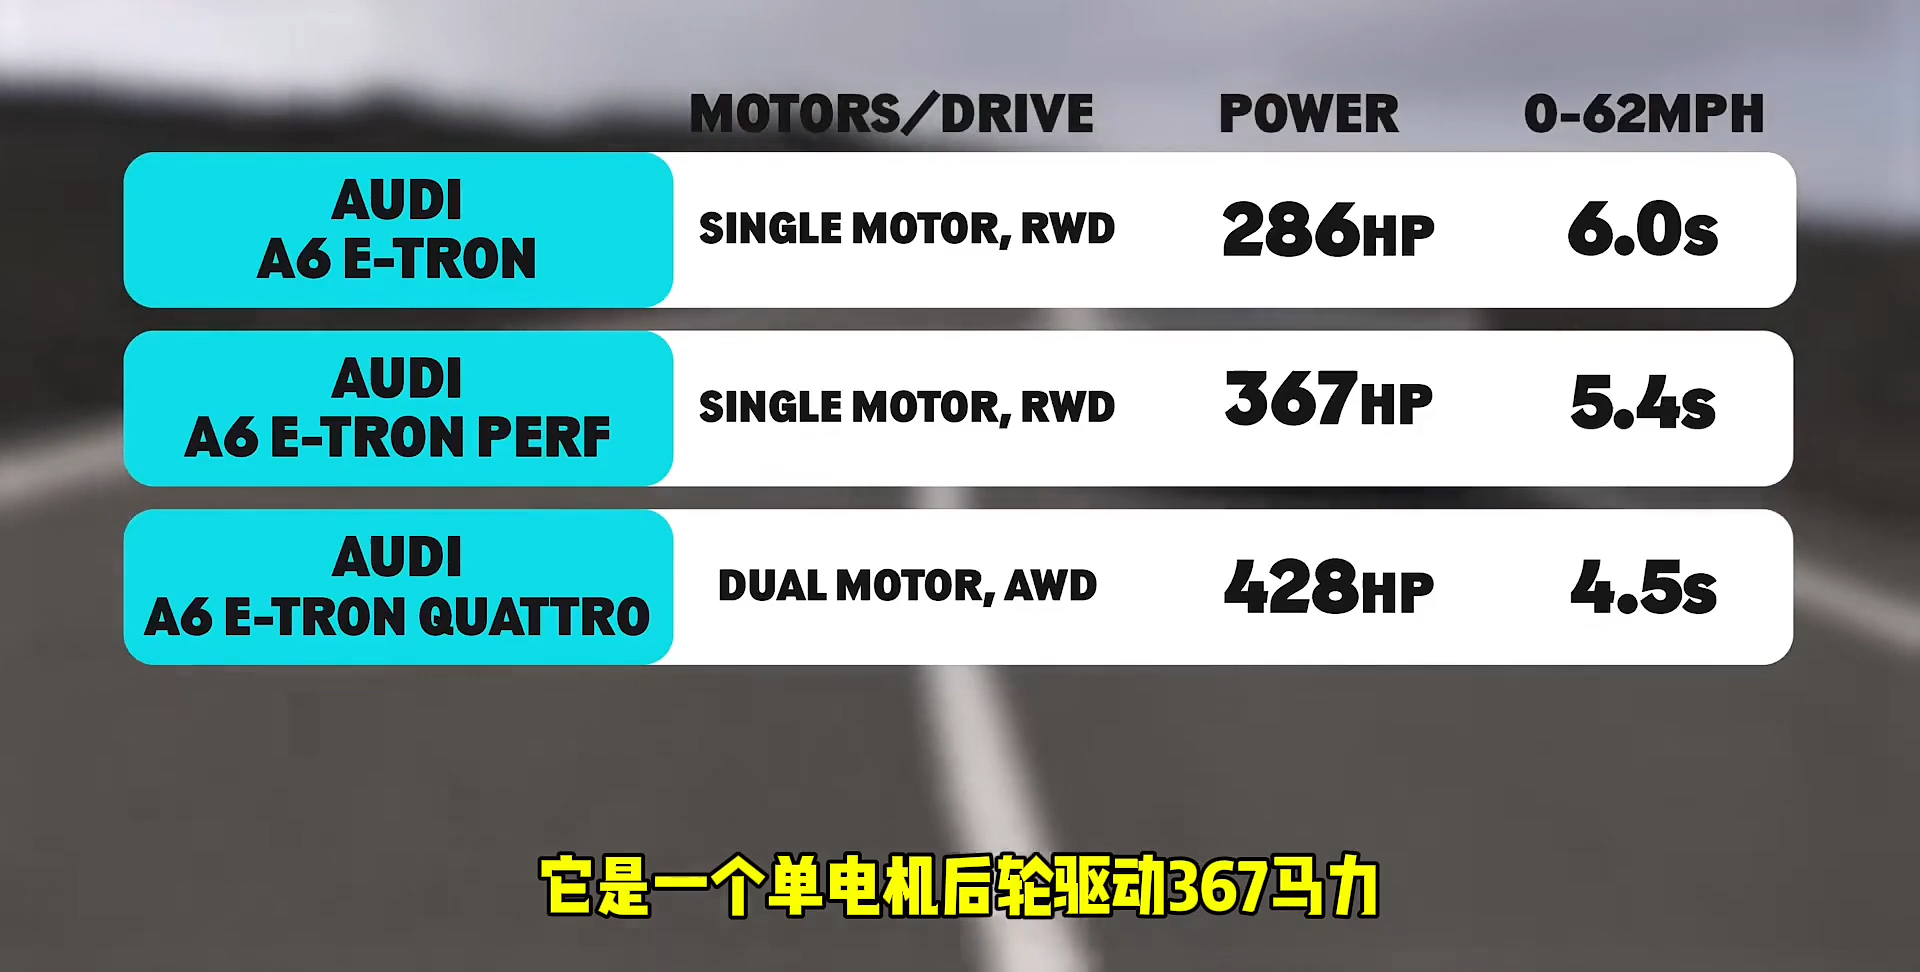 MOTORS/DRIVE POWER 0-62MPH
AUDI
A6 E-TRON
SINGLE MOTOR, RWD 286HP 6.0s
AUDI
A6 E-TRON PERF
SINGLE MOTOR, RWD 367HP 5.4s
AUDI
A6 E-TRON QUATTRO
DUAL MOTOR, AWD 428HP 4.5s
它是一个单电机后轮驱动367马力